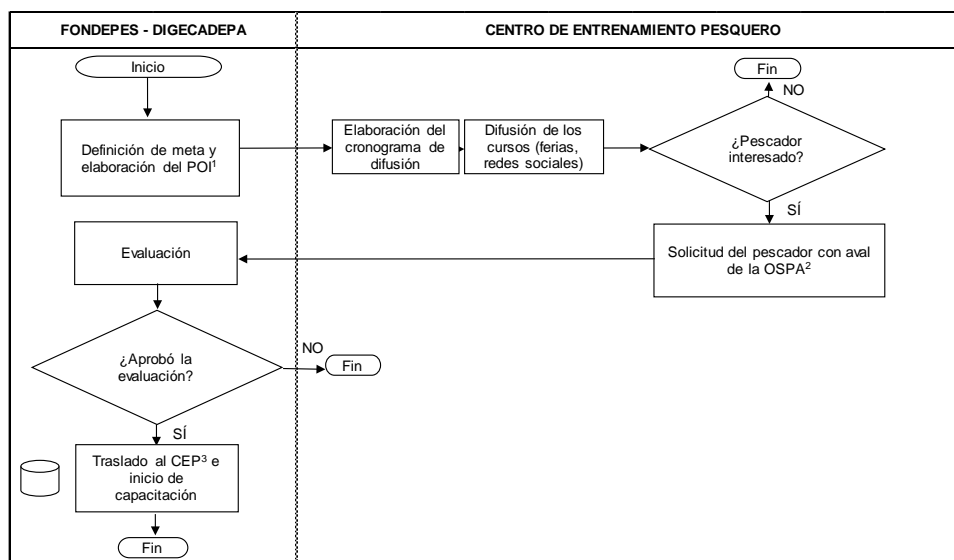 FONDEPES - DIGECADEPA
CENTRO DE ENTRENAMIENTO PESQUERO
Inicio
Definición de meta y
elaboración del POI¹
Elaboración del
cronograma de
difusión
Difusión de los
cursos (ferias,
redes sociales)
Fin
NO
¿Pescador
interesado?
SÍ
Solicitud del pescador con aval
de la OSPA²
Evaluación
¿Aprobó la
evaluación?
NO
Fin
SÍ
Traslado al CEP³ e
inicio de
capacitación
Fin